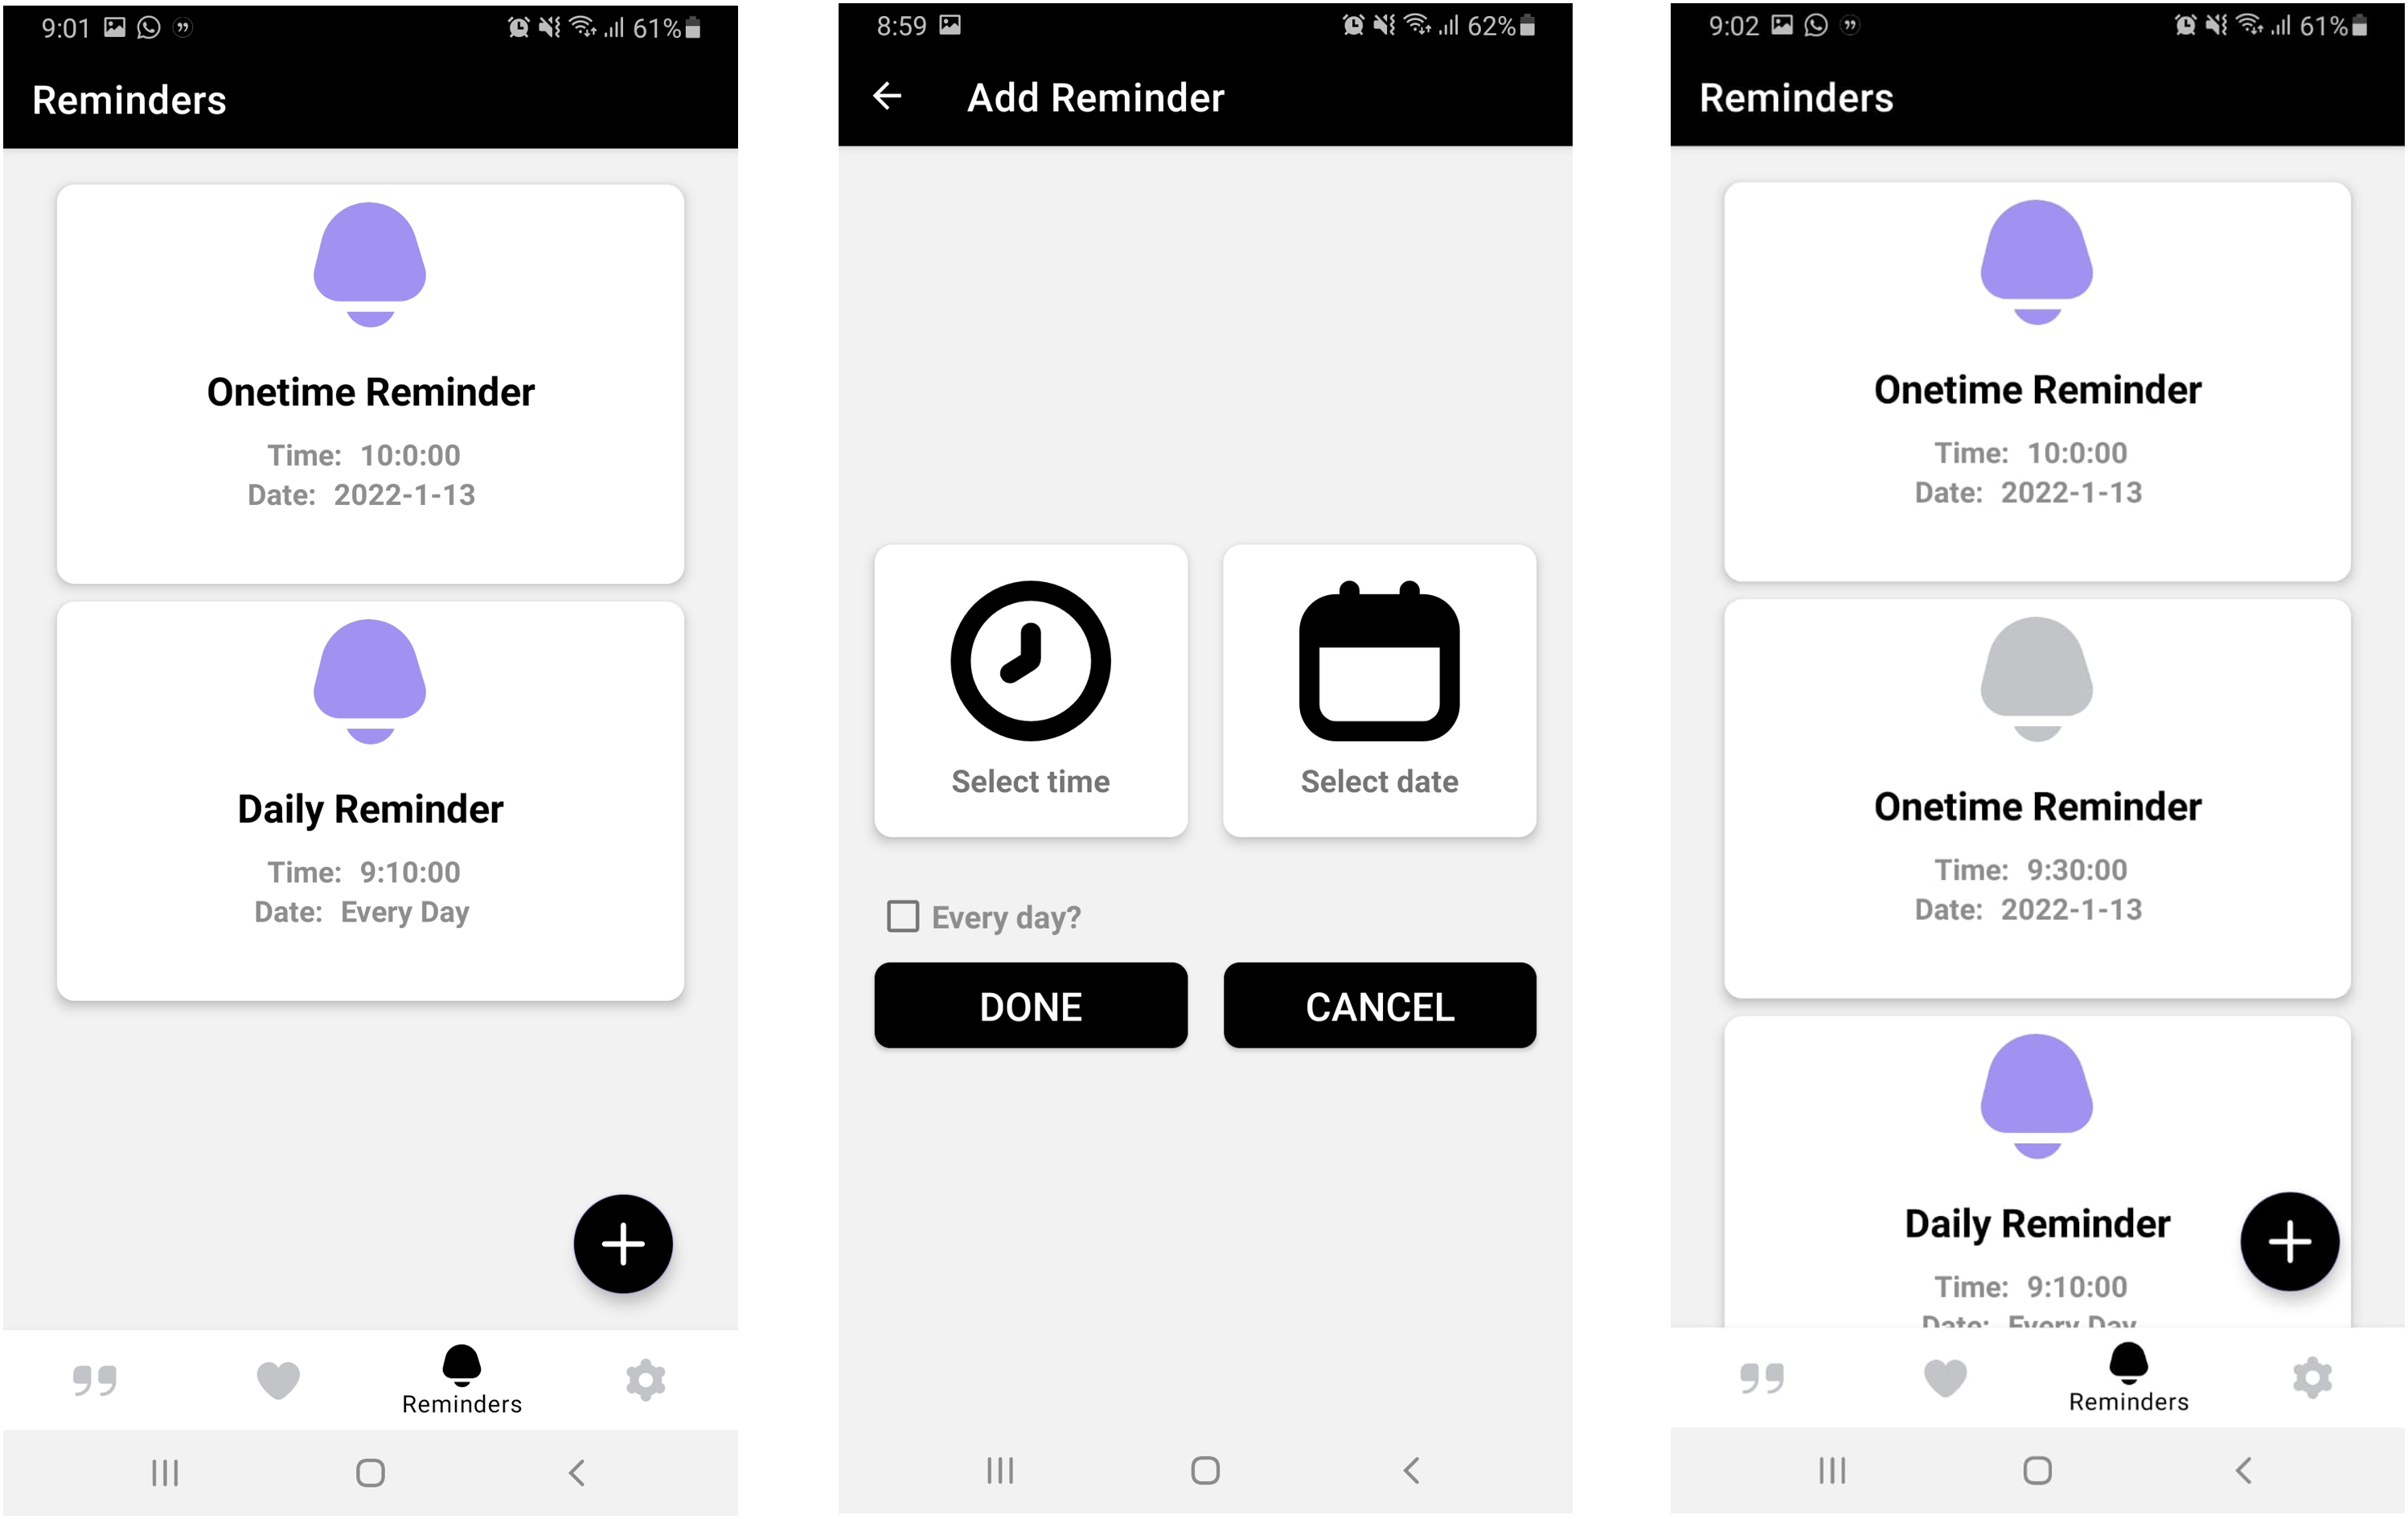 9:01
61%
Reminders
Onetime Reminder
Time: 10:0:00
Date: 2022-1-13
Daily Reminder
Time: 9:10:00
Date: Every Day
Reminders
8:59
62%
Add Reminder
Select time
Select date
Every day?
DONE
CANCEL
9:02
61%
Reminders
Onetime Reminder
Time: 10:0:00
Date: 2022-1-13
Onetime Reminder
Time: 9:30:00
Date: 2022-1-13
Daily Reminder
Time: 9:10:00
Date: Every Day
Reminders